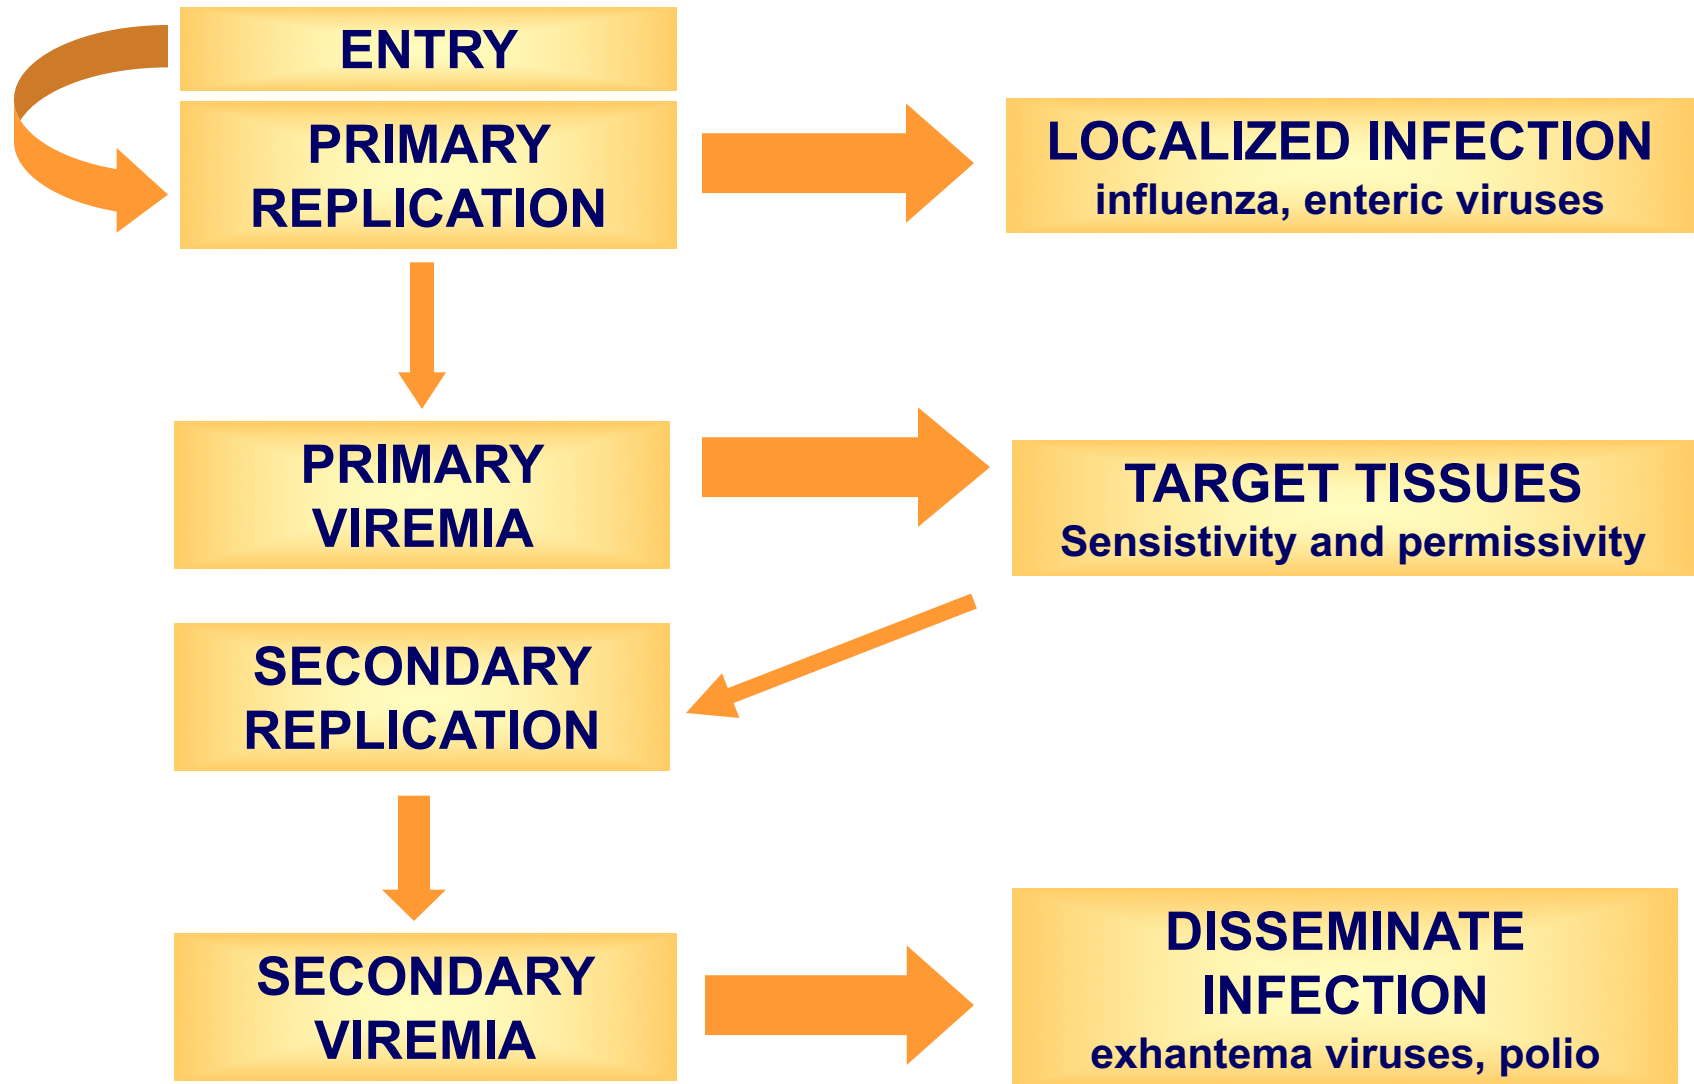 ENTRY
PRIMARY
REPLICATION
LOCALIZED INFECTION
influenza, enteric viruses
PRIMARY
VIREMIA
TARGET TISSUES
Sensistivity and permissivity
SECONDARY
REPLICATION
SECONDARY
VIREMIA
DISSEMINATE
INFECTION
exhantema viruses, polio